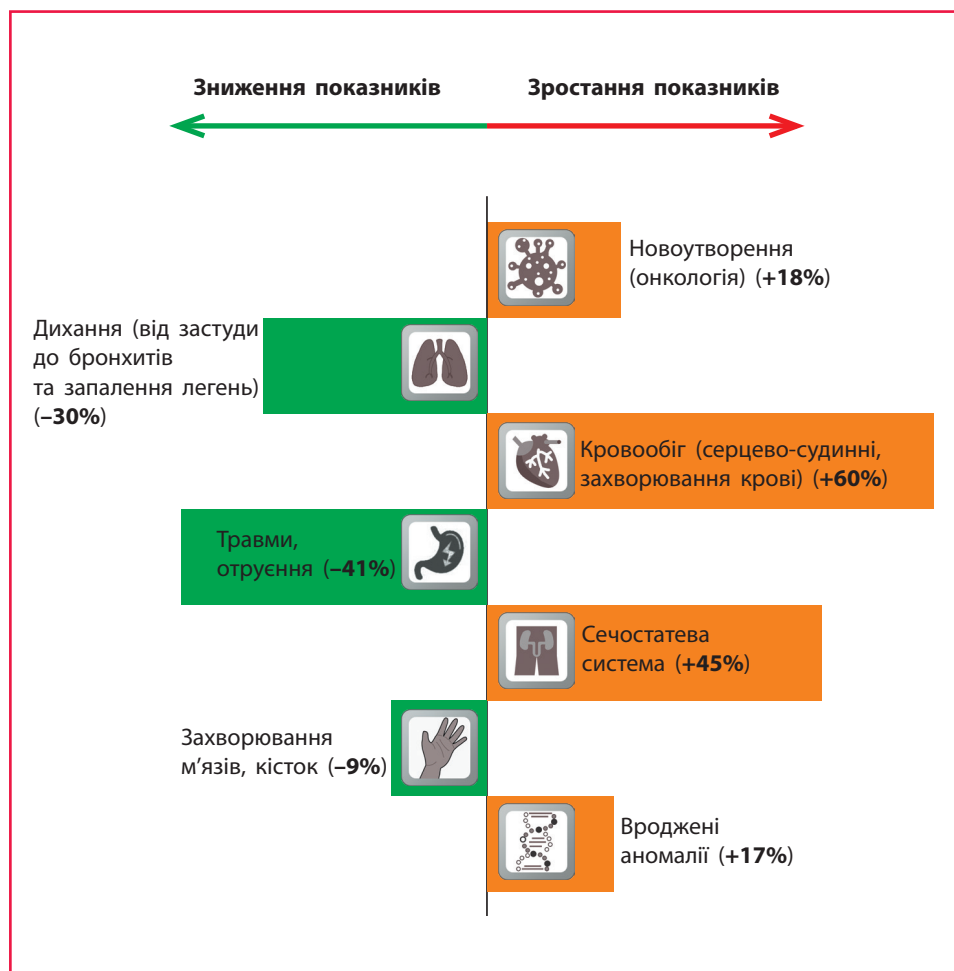 Зниження показників
Зростання показників
Новоутворення
(онкологія) (+18%)
Дихання (від застуди
до бронхитів
та запалення легень)
(–30%)
Кровообіг (серцево-судинні,
захворювання крові) (+60%)
Травми,
отруєння (–41%)
Сечостатева
система (+45%)
Захворювання
м’язів, кісток (–9%)
Вроджені
аномалії (+17%)